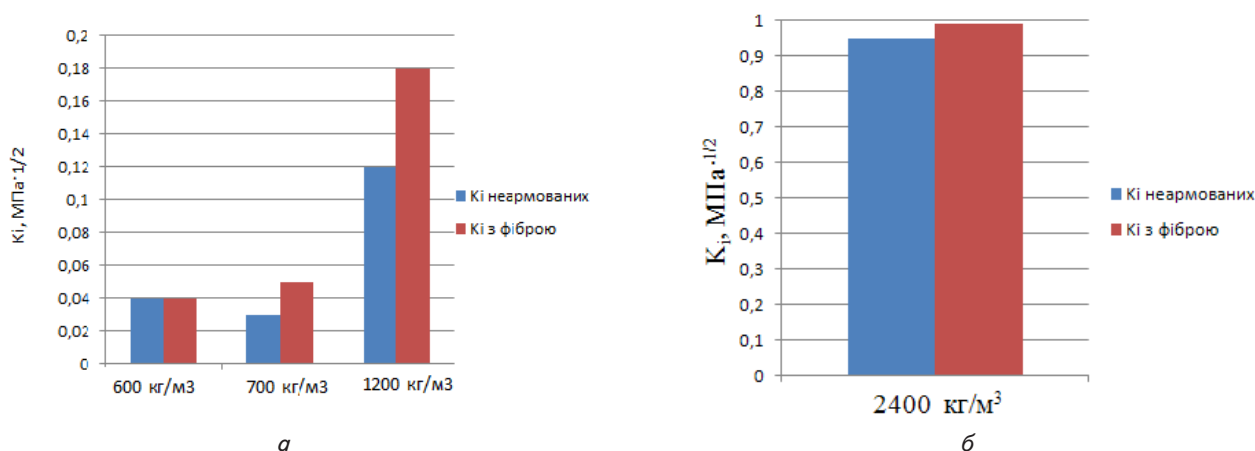 0,2
0,18
0,16
0,14
0,12
0,1
0,08
0,06
0,04
0,02
0
Кі, МПа*1/2
600 кг/м3
700 кг/м3
1200 кг/м3
Кі неармованих
Кі з фіброю
а
1
0,9
0,8
0,7
0,6
0,5
0,4
0,3
0,2
0,1
0
Кі, МПа·1/2
2400 кг/м³
Кі неармованих
Кі з фіброю
б